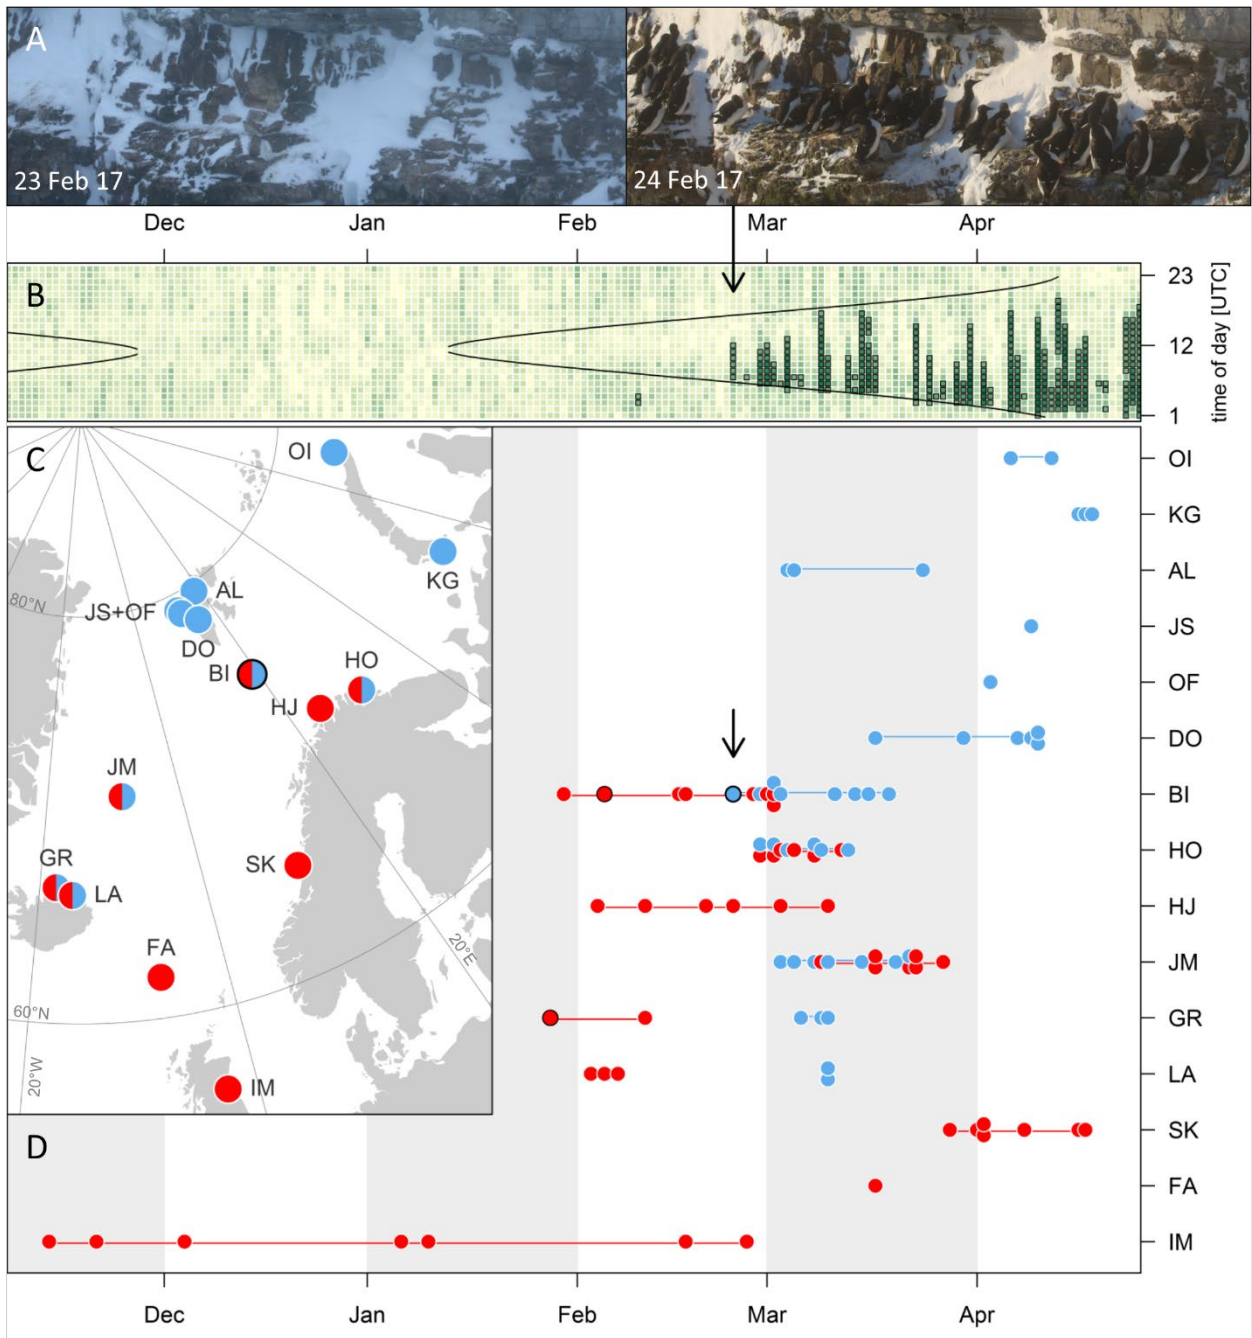 A
23 Feb 17
24 Feb 17
Dec Jan Feb Mar Apr
B
23
12
1
time of day [UTC]
C
OI
KG
80°N
AL
JS+OF
DO
BI
HO
HJ
JM
GR
LA
SK
FA
60°N
20°E
20°W
IM
OI
KG
AL
JS
OF
DO
BI
HO
HJ
JM
GR
LA
D
SK
FA
IM
Dec Jan Feb Mar Apr